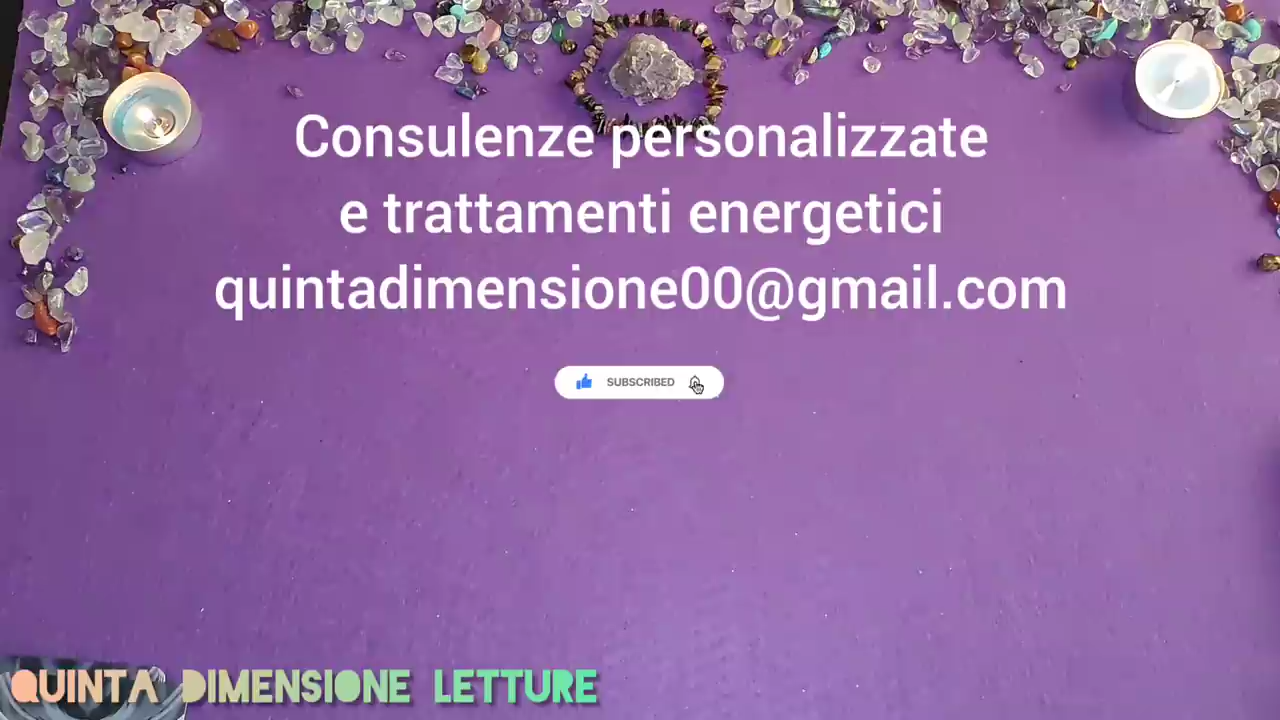 Consulenze personalizzate
e trattamenti energetici
quintadimensione00@gmail.com
SUBSCRIBED
QUINTA DIMENSIONE LETTURE